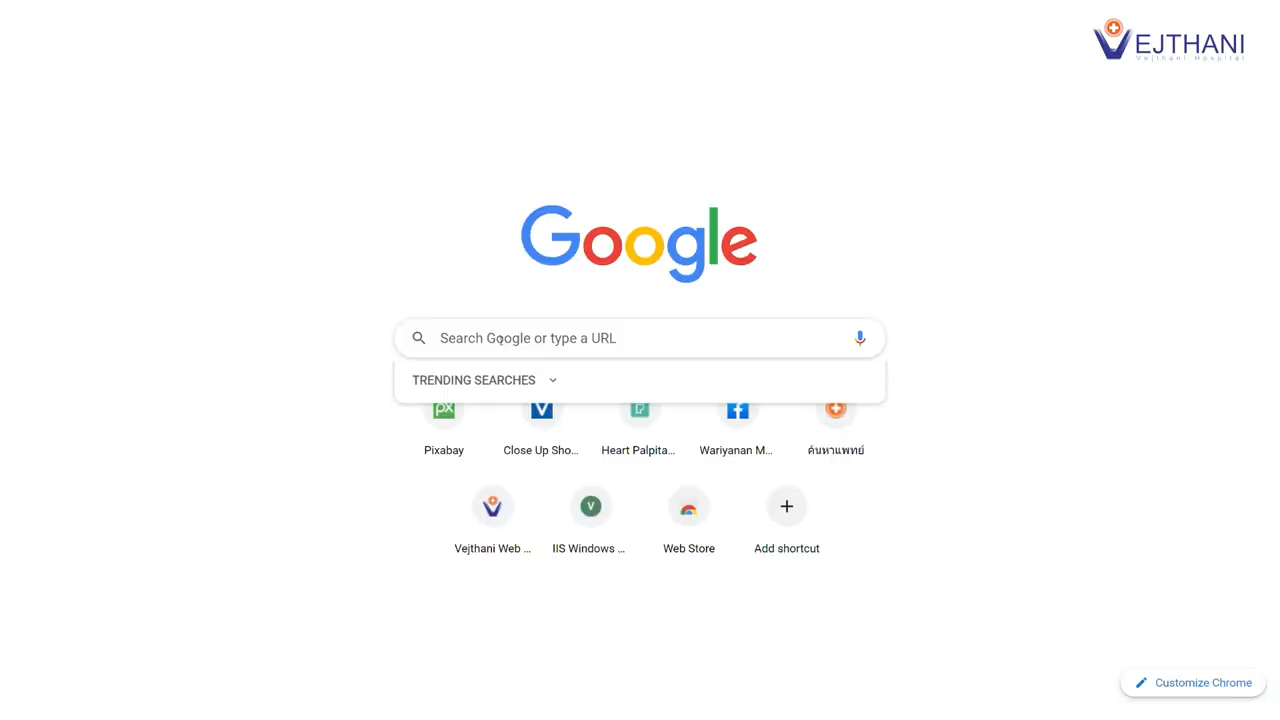 VEJTHANI
Vejthani Hospital
Google
Search Google or type a URL
TRENDING SEARCHES
px
V
Pixabay
Close Up Sho...
Heart Palpita...
Wariyanan M...
ค้นหาแพทย์
V
Vejthani Web ...
IIS Windows ...
Web Store
Add shortcut
Customize Chrome